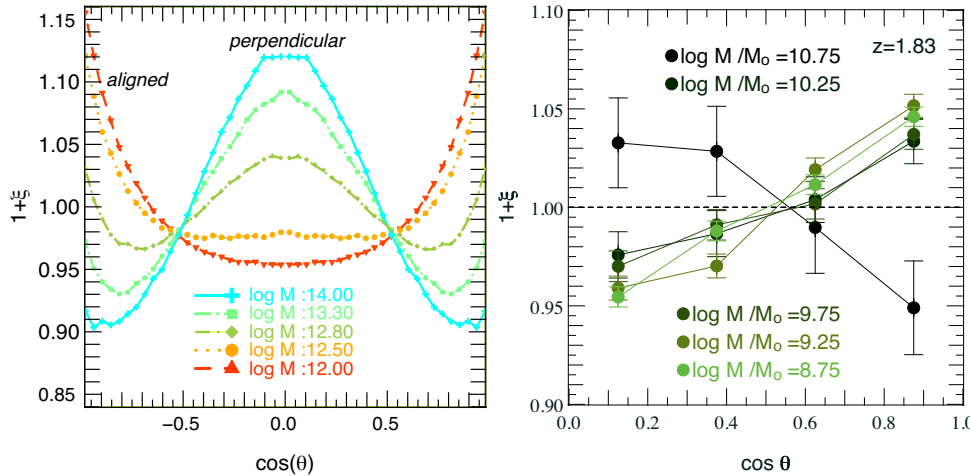 1.15
1.10
1.05
1.00
0.95
0.90
0.85
1+ξ
aligned
perpendicular
log M :14.00
log M :13.30
log M :12.80
log M :12.50
log M :12.00
−0.5
0.0
0.5
cos(θ)
1.10
1.05
1.00
0.95
0.90
1+ξ
log M /Mo =10.75
log M /Mo =10.25
z=1.83
log M /Mo =9.75
log M /Mo =9.25
log M /Mo =8.75
0.0
0.2
0.4
0.6
0.8
1.0
cos θ